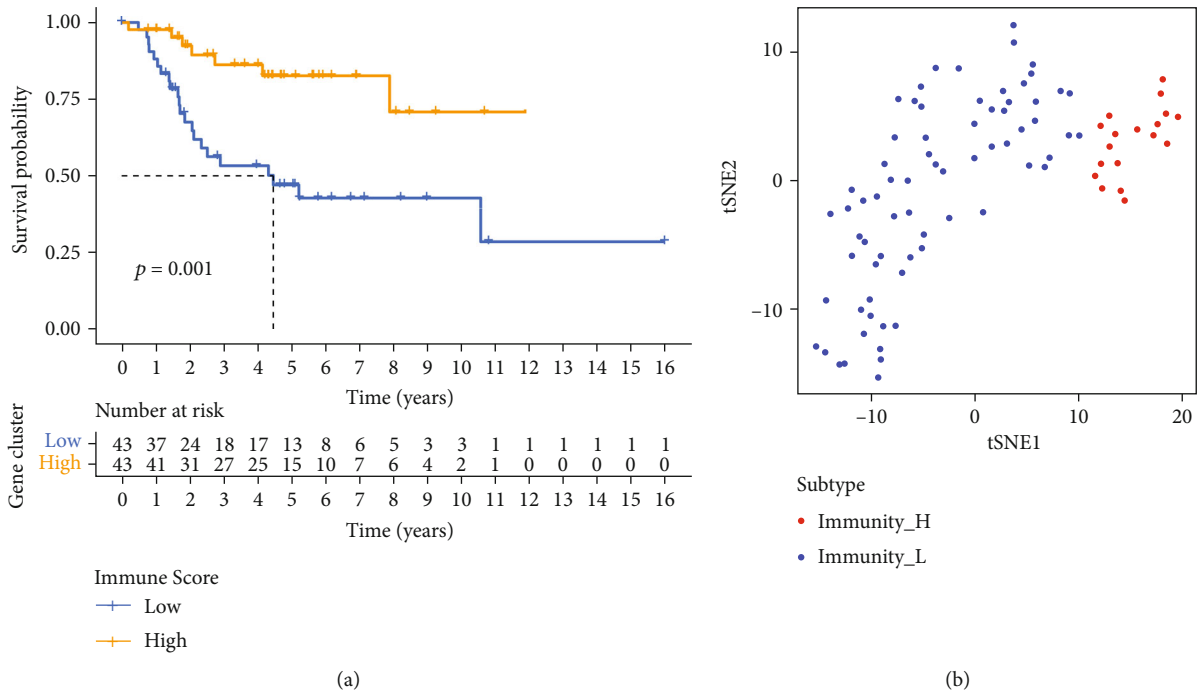 1.00
0.75
0.50
0.25
0.00
Survival probability
p = 0.001
0 1 2 3 4 5 6 7 8 9 10 11 12 13 14 15 16
Time (years)
Number at risk
Gene cluster
Low 43 37 24 18 17 13 8 6 5 3 3 1 1 1 1 1 1
High 43 41 31 27 25 15 10 7 6 4 2 1 0 0 0 0 0
0 1 2 3 4 5 6 7 8 9 10 11 12 13 14 15 16
Time (years)
Immune Score
Low
High
(a)
10
0
−10
tSNE2
−10 0 10 20
tSNE1
Subtype
Immunity_H
Immunity_L
(b)